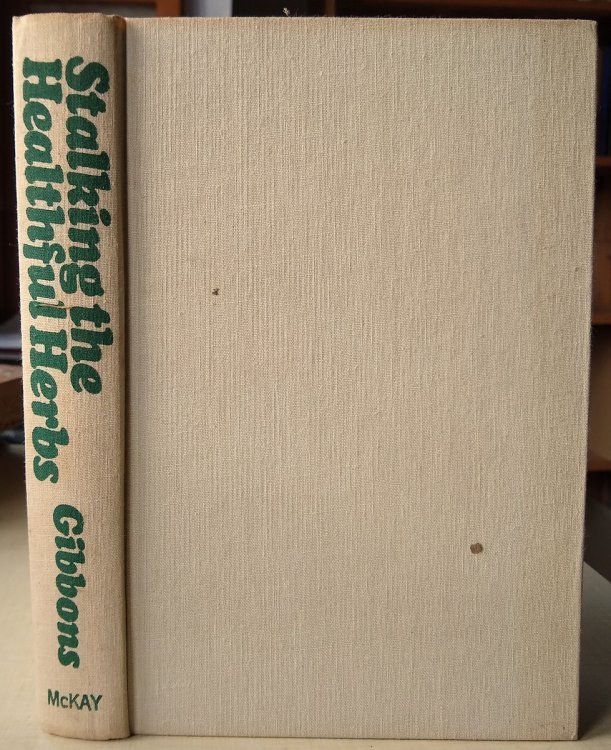 Stalking the
Healthful Herbs
Gibbons
McKAY